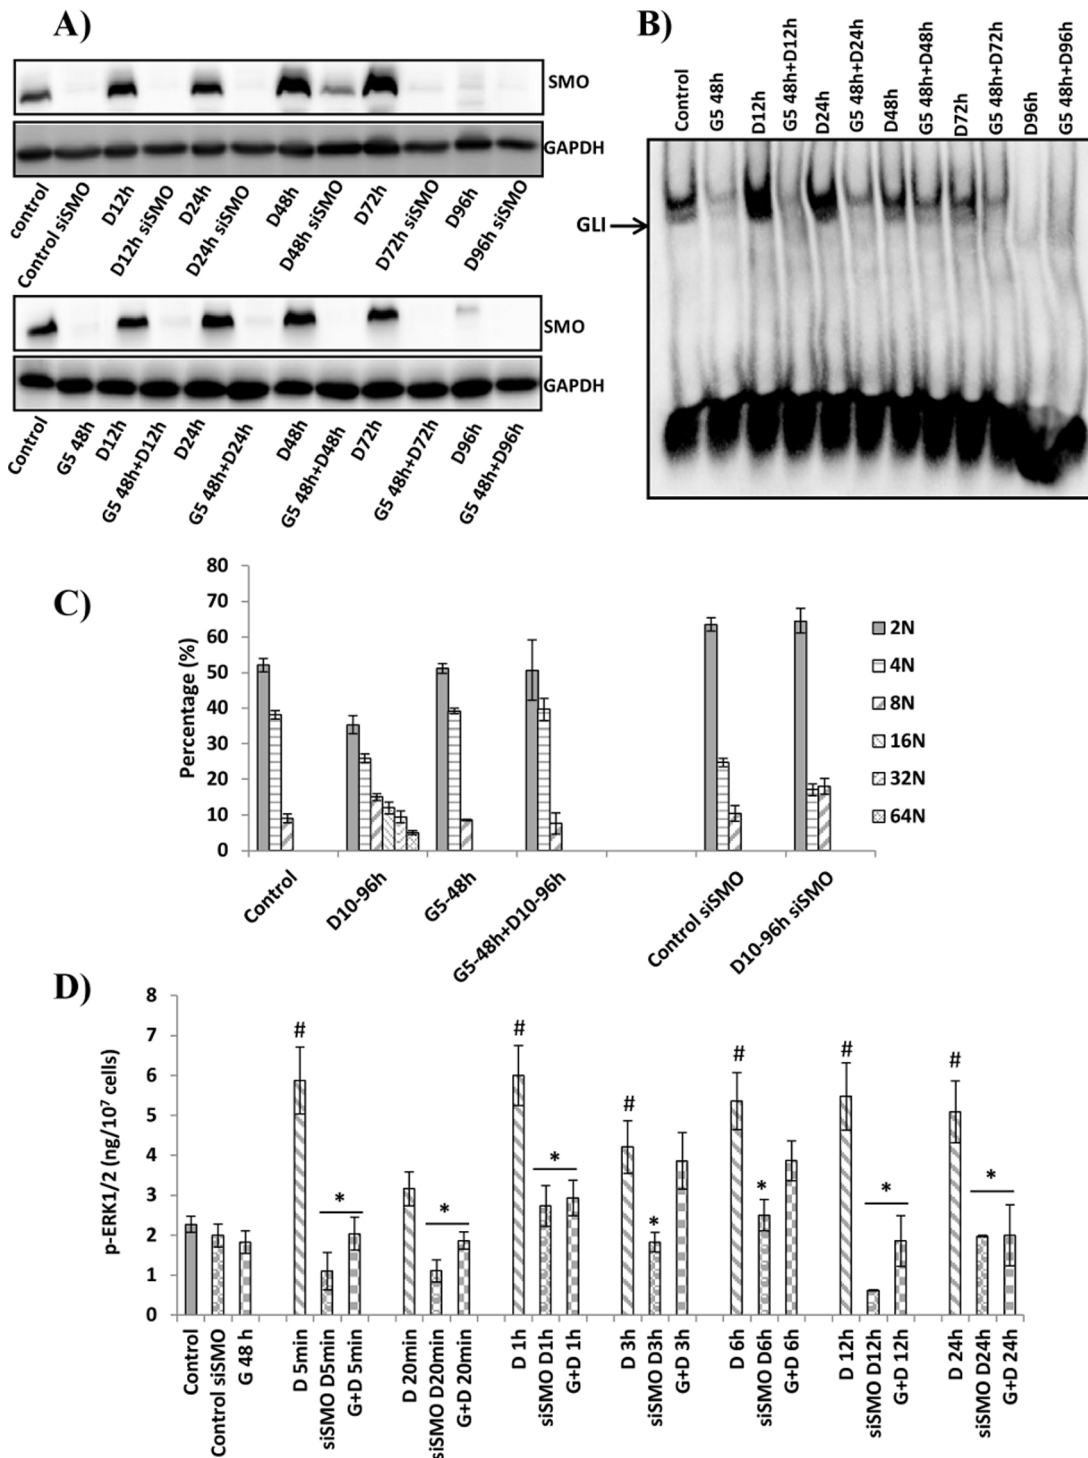 A)
SMO
GAPDH
control
Control siSMO
D12h
D12h siSMO
D24h
D24h siSMO
D48h
D48h siSMO
D72h
D72h siSMO
D96h
D96h siSMO
SMO
GAPDH
Control
G5 48h
D12h
G5 48h+D12h
D24h
G5 48h+D24h
D48h
G5 48h+D48h
D72h
G5 48h+D72h
D96h
G5 48h+D96h
B)
Control
G5 48h
D12h
G5 48h+D12h
D24h
G5 48h+D24h
D48h
G5 48h+D48h
D72h
G5 48h+D72h
D96h
G5 48h+D96h
GLI
C)
Percentage (%)
80
70
60
50
40
30
20
10
0
Control
D10-96h
G5-48h
G5-48h+D10-96h
Control siSMO
D10-96h siSMO
2N
4N
8N
16N
32N
64N
D)
p-ERK1/2 (ng/10⁷ cells)
8
7
6
5
4
3
2
1
0
#
*
*
#
*
#
*
#
*
#
*
#
*
Control
Control siSMO
G 48 h
D 5min
siSMO D5min
G+D 5min
D 20min
siSMO D20min
G+D 20min
D 1h
siSMO D1h
G+D 1h
D 3h
siSMO D3h
G+D 3h
D 6h
siSMO D6h
G+D 6h
D 12h
siSMO D12h
G+D 12h
D 24h
siSMO D24h
G+D 24h